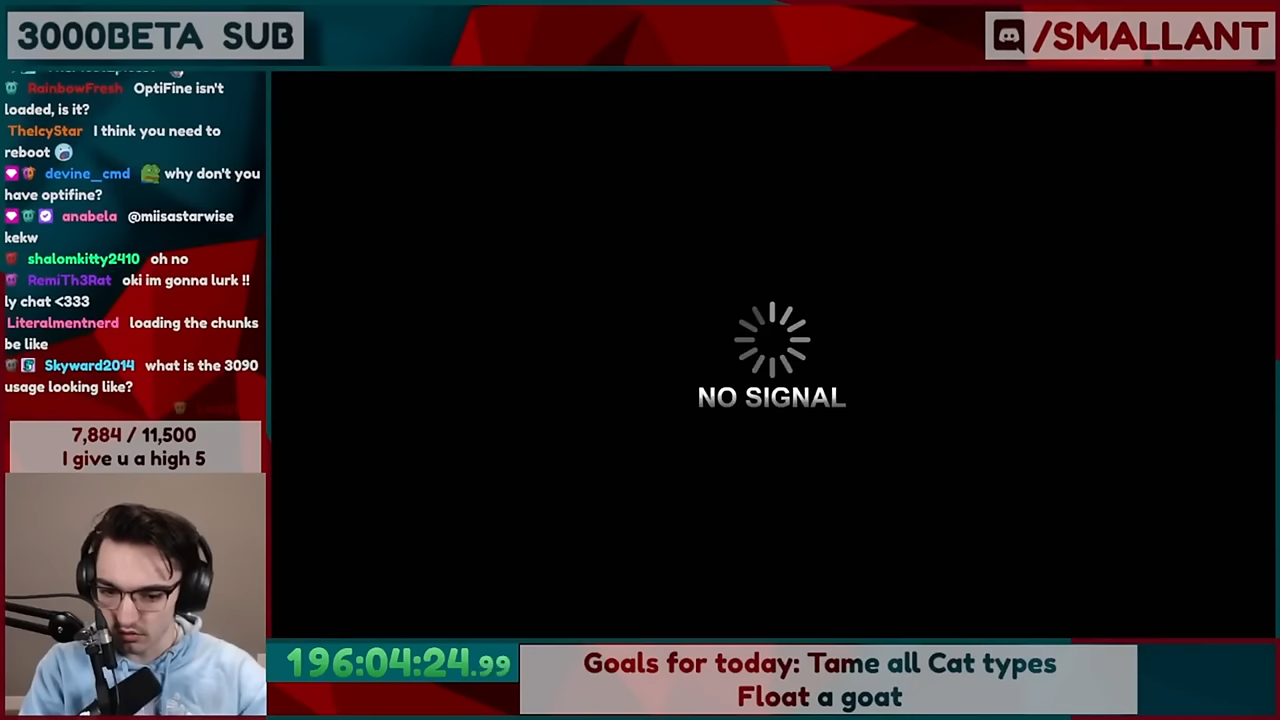 3000BETA SUB
/SMALLANT
RainbowFresh OptiFine isn't
loaded, is it?
TheIcyStar I think you need to
reboot
devine_cmd why don't you
have optifine?
anabela @miisastarwise
kekw
shalomkitty2410 oh no
RemiTh3Rat oki im gonna lurk !!
ly chat <333
Literalmentnerd loading the chunks
be like
Skyward2014 what is the 3090
usage looking like?
7,884 / 11,500
I give u a high 5
NO SIGNAL
196:04:24.99
Goals for today: Tame all Cat types
Float a goat